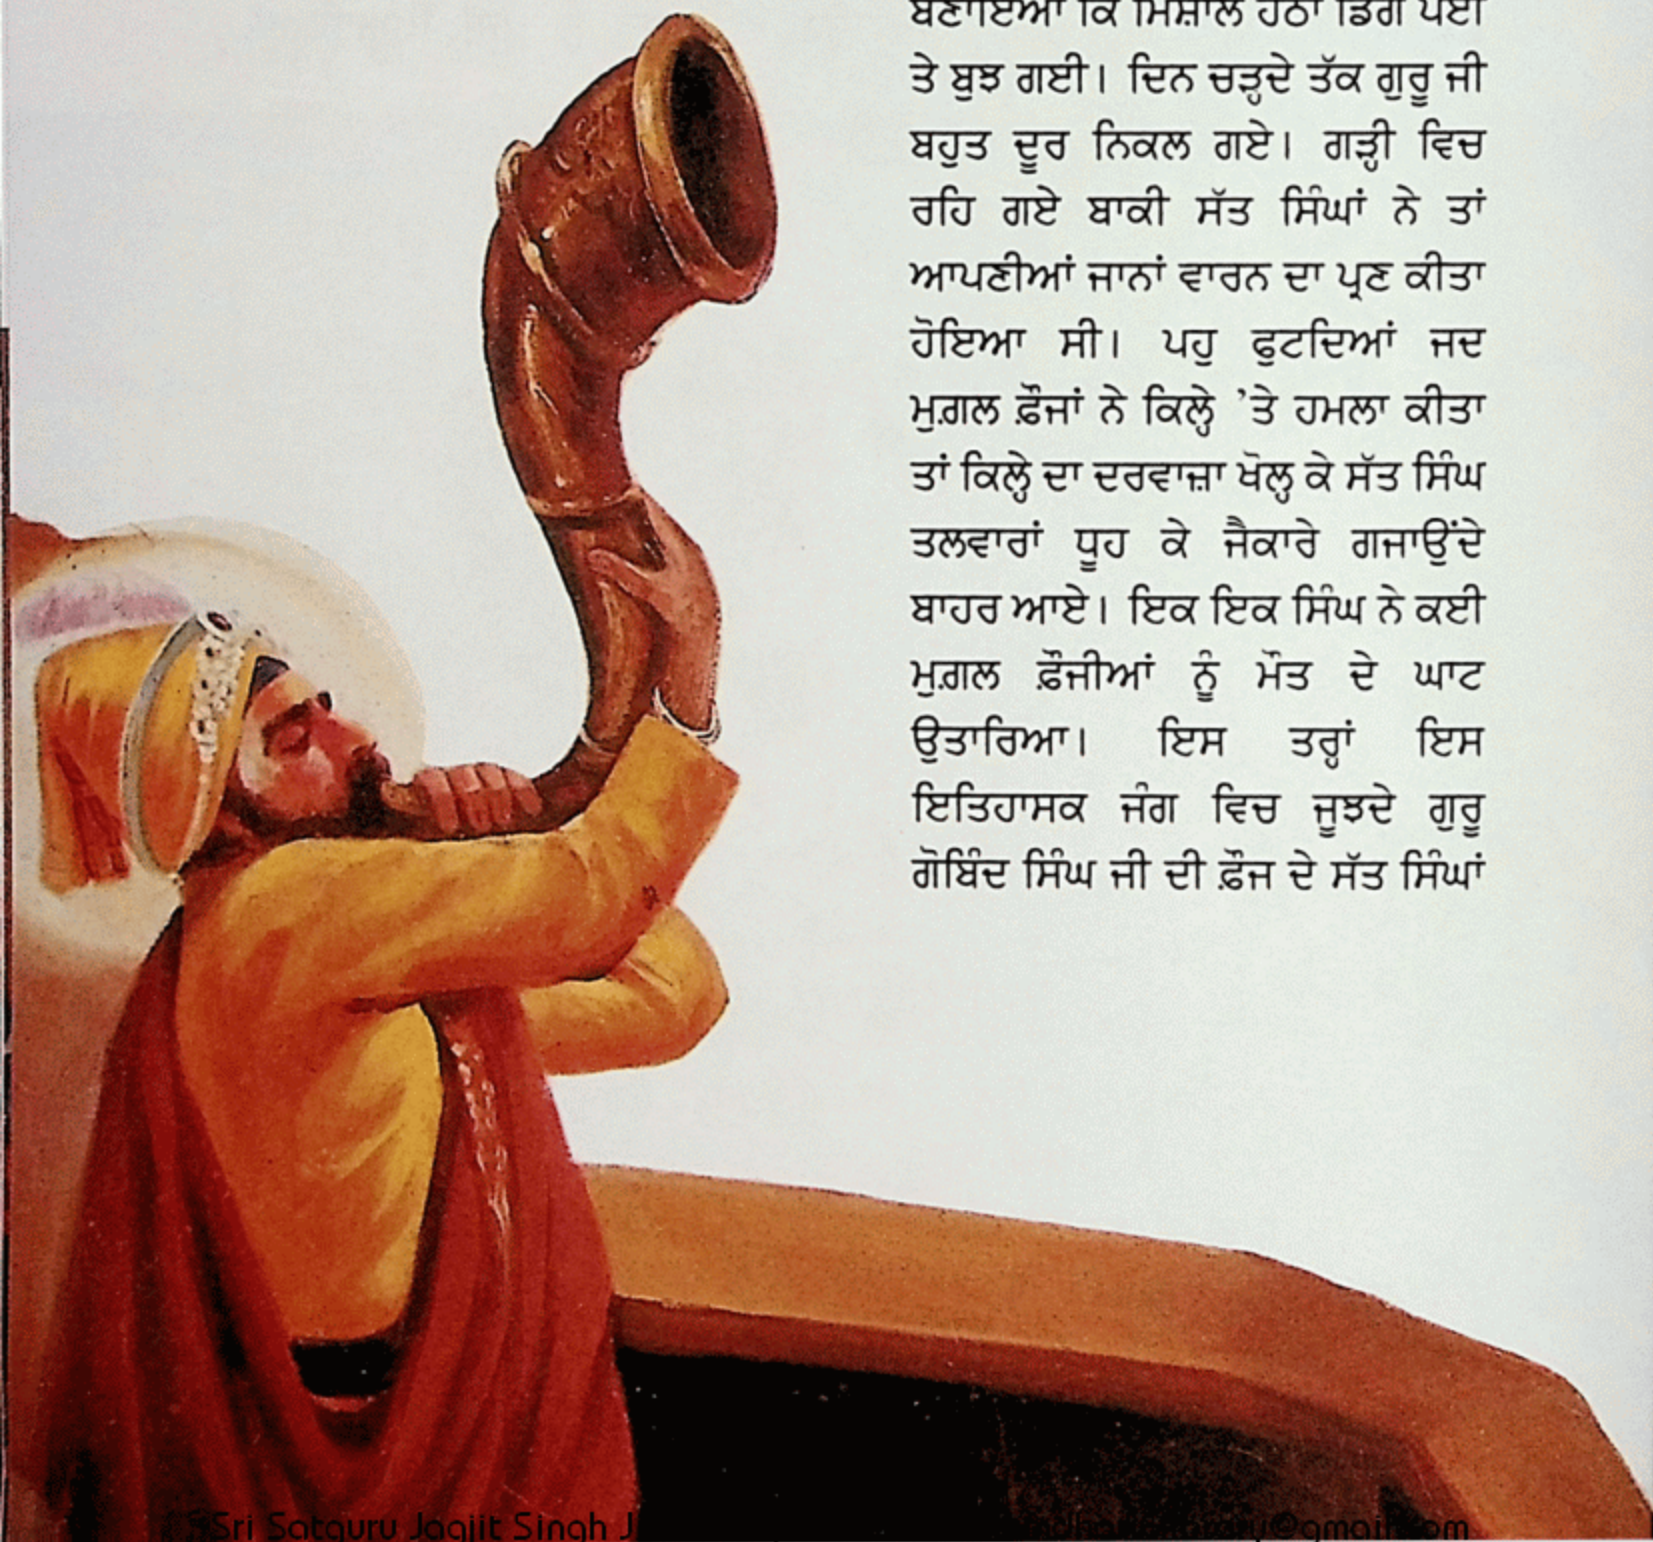 ਬਣਾਇਆ ਕਿ ਮਿਸ਼ਾਲ ਹੇਠਾਂ ਡਿੱਗ ਪਈ
ਤੇ ਬੁਝ ਗਈ। ਦਿਨ ਚੜ੍ਹਦੇ ਤੱਕ ਗੁਰੂ ਜੀ
ਬਹੁਤ ਦੂਰ ਨਿਕਲ ਗਏ। ਗੜ੍ਹੀ ਵਿਚ
ਰਹਿ ਗਏ ਬਾਕੀ ਸੱਤ ਸਿੰਘਾਂ ਨੇ ਤਾਂ
ਆਪਣੀਆਂ ਜਾਨਾਂ ਵਾਰਨ ਦਾ ਪ੍ਰਣ ਕੀਤਾ
ਹੋਇਆ ਸੀ। ਪਹੁ ਫੁਟਦਿਆਂ ਜਦ
ਮੁਗ਼ਲ ਫ਼ੌਜਾਂ ਨੇ ਕਿਲ੍ਹੇ ’ਤੇ ਹਮਲਾ ਕੀਤਾ
ਤਾਂ ਕਿਲ੍ਹੇ ਦਾ ਦਰਵਾਜ਼ਾ ਖੋਲ੍ਹ ਕੇ ਸੱਤ ਸਿੰਘ
ਤਲਵਾਰਾਂ ਧੂਹ ਕੇ ਜੈਕਾਰੇ ਗਜਾਉਂਦੇ
ਬਾਹਰ ਆਏ। ਇਕ ਇਕ ਸਿੰਘ ਨੇ ਕਈ
ਮੁਗ਼ਲ ਫ਼ੌਜੀਆਂ ਨੂੰ ਮੌਤ ਦੇ ਘਾਟ
ਉਤਾਰਿਆ। ਇਸ ਤਰ੍ਹਾਂ ਇਸ
ਇਤਿਹਾਸਕ ਜੰਗ ਵਿਚ ਜੂਝਦੇ ਗੁਰੂ
ਗੋਬਿੰਦ ਸਿੰਘ ਜੀ ਦੀ ਫ਼ੌਜ ਦੇ ਸੱਤ ਸਿੰਘਾਂ
Sri Satguru Jagjit Singh J